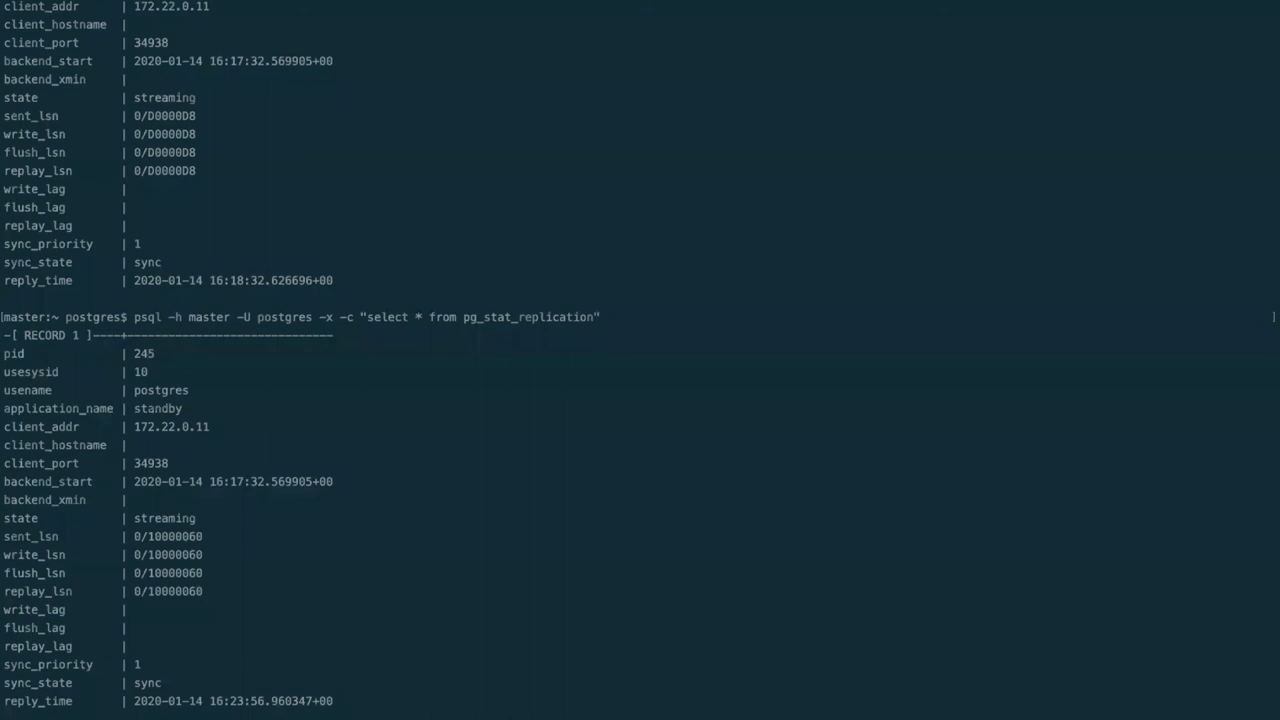 client_addr      | 172.22.0.11
client_hostname  |
client_port      | 34938
backend_start    | 2020-01-14 16:17:32.569905+00
backend_xmin     |
state            | streaming
sent_lsn         | 0/D0000D8
write_lsn        | 0/D0000D8
flush_lsn        | 0/D0000D8
replay_lsn       | 0/D0000D8
write_lag        |
flush_lag        |
replay_lag       |
sync_priority    | 1
sync_state       | sync
reply_time       | 2020-01-14 16:18:32.626696+00
[master:~ postgres$ psql -h master -U postgres -x -c "select * from pg_stat_replication" ]
-[ RECORD 1 ]----+------------------------------
pid              | 245
usesysid         | 10
usename          | postgres
application_name | standby
client_addr      | 172.22.0.11
client_hostname  |
client_port      | 34938
backend_start    | 2020-01-14 16:17:32.569905+00
backend_xmin     |
state            | streaming
sent_lsn         | 0/10000060
write_lsn        | 0/10000060
flush_lsn        | 0/10000060
replay_lsn       | 0/10000060
write_lag        |
flush_lag        |
replay_lag       |
sync_priority    | 1
sync_state       | sync
reply_time       | 2020-01-14 16:23:56.960347+00